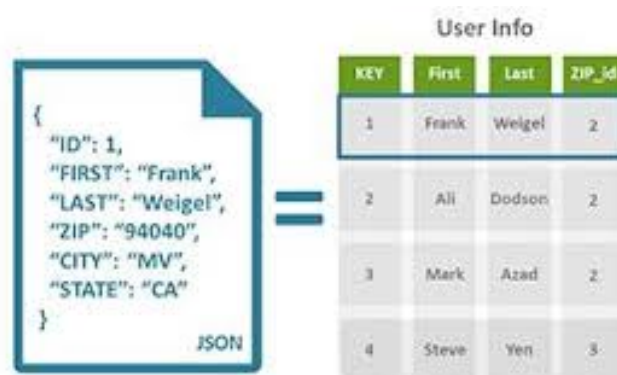 {
"ID": 1,
"FIRST": “Frank”,
"LAST": “Weigel”,
"ZIP": “94040”,
"CITY": “MV”,
"STATE": “CA”
}
JSON
User Info
KEY First Last ZIP_id
1 Frank Weigel 2
2 Ali Dodson 2
3 Mark Azad 2
4 Steve Yen 3